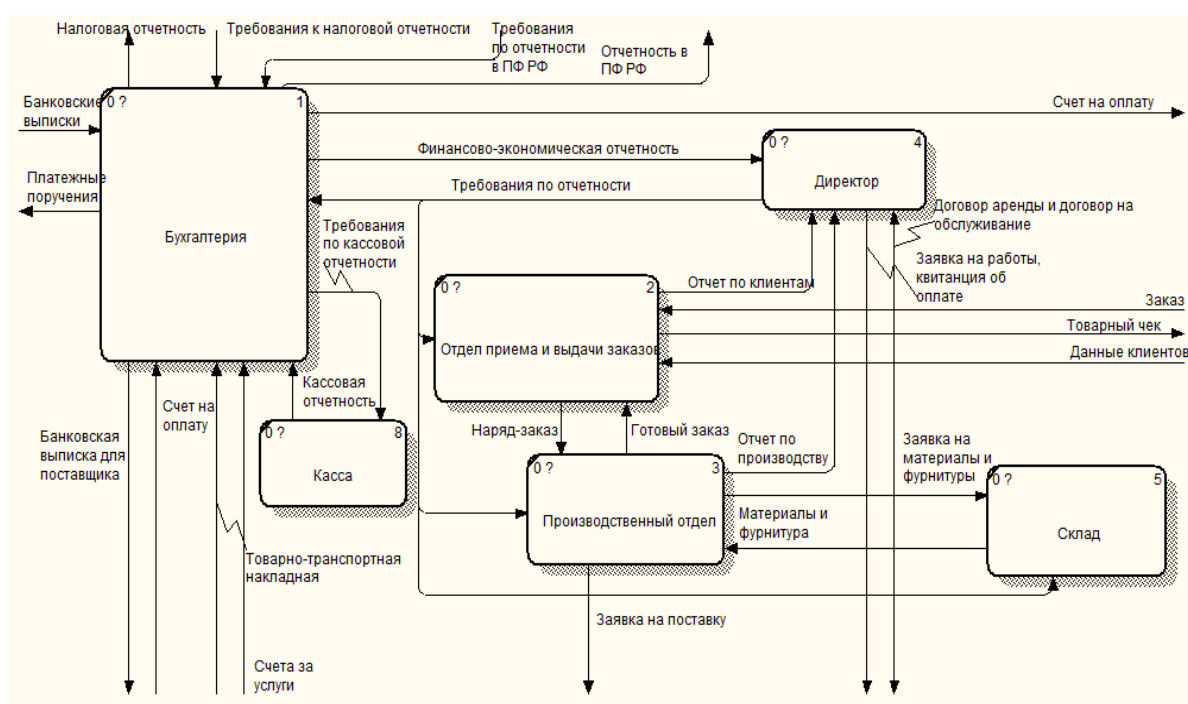 Налоговая отчетность
Требования к налоговой отчетности
Требования
по отчетности
в ПФ РФ
Отчетность в
ПФ РФ
Банковские
выписки
0 ?
1
Бухгалтерия
Счет на оплату
Финансово-экономическая отчетность
0 ?
4
Директор
Платежные
поручения
Требования по отчетности
Требования
по кассовой
отчетности
Договор аренды и договор на
обслуживание
Заявка на работы,
квитанция об
оплате
0 ?
2
Отдел приема и выдачи заказов
Отчет по клиентам
Заказ
Товарный чек
Данные клиентов
Кассовая
отчетность
Счет на
оплату
Банковская
выписка для
поставщика
0 ?
8
Касса
Наряд-заказ
Готовый заказ
Отчет по
производству
Заявка на
материалы и
фурнитуры
0 ?
3
Производственный отдел
Материалы и
фурнитура
0 ?
5
Склад
Товарно-транспортная
накладная
Заявка на поставку
Счета за
услуги